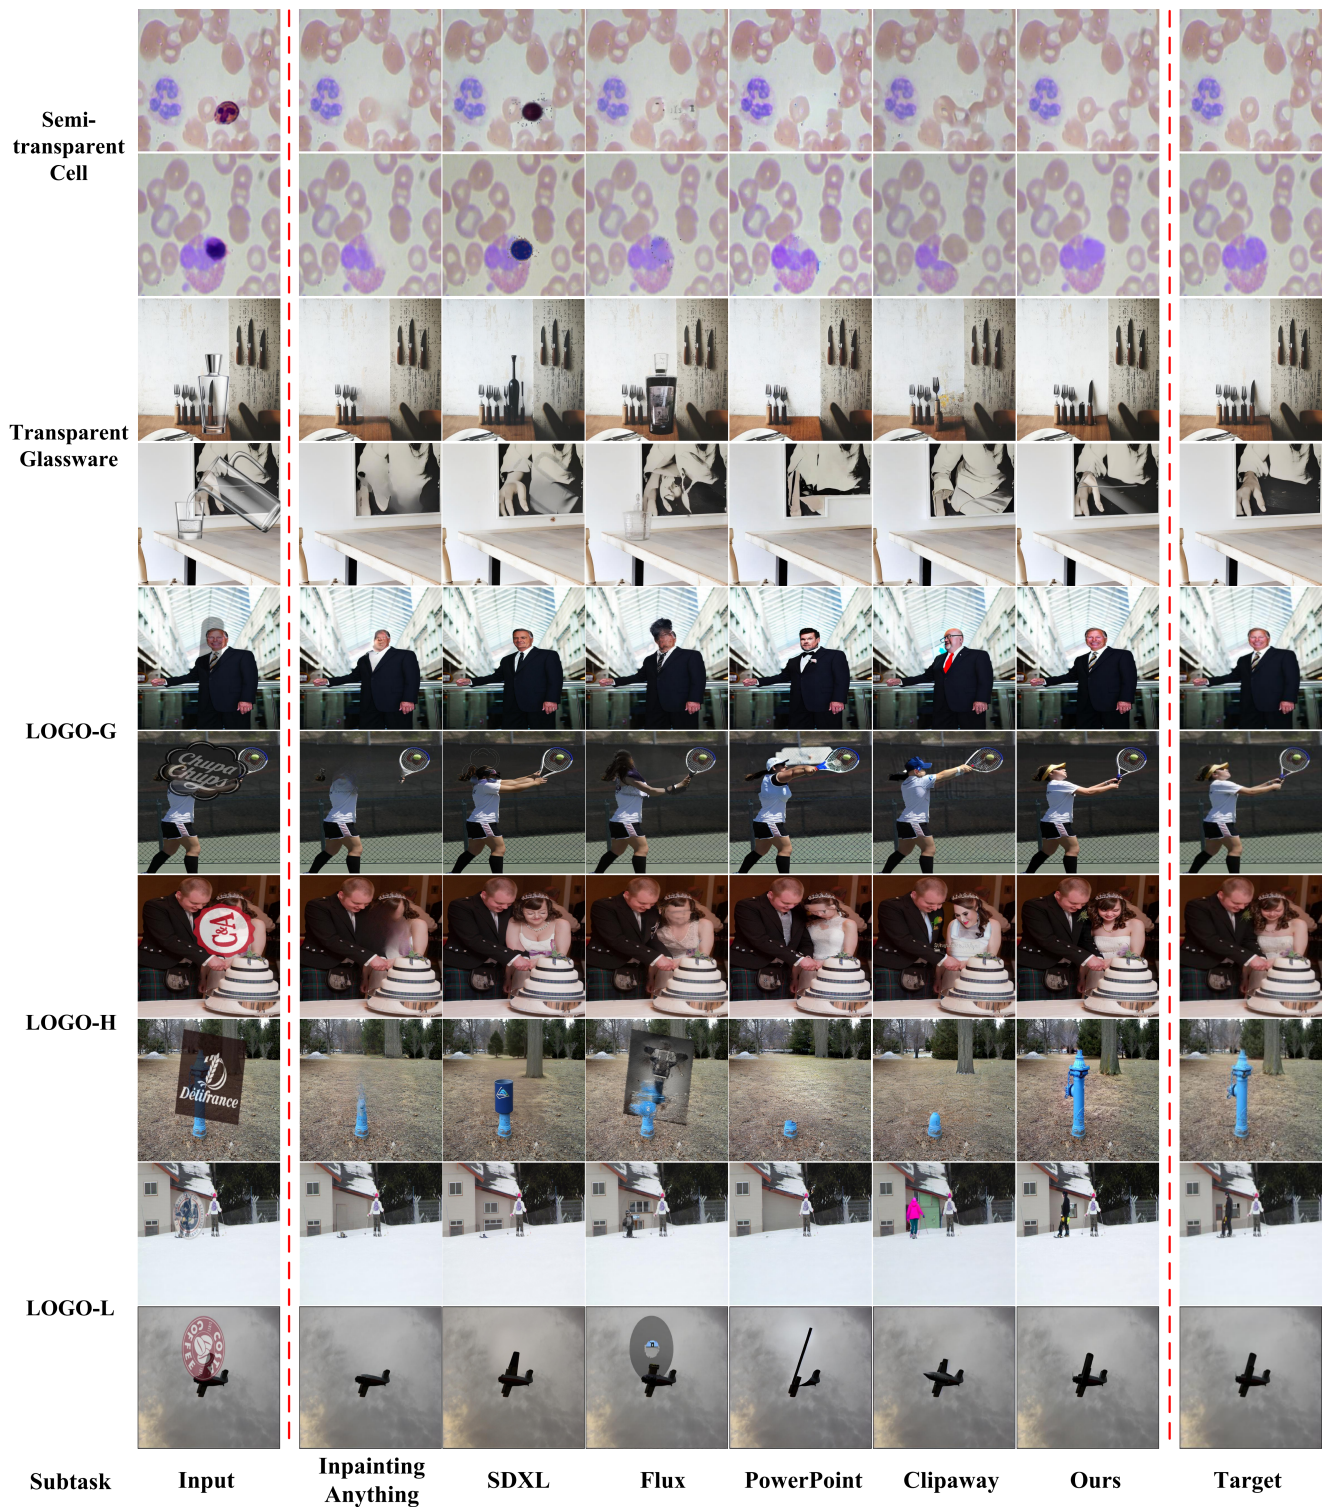 Semi-
transparent
Cell
Transparent
Glassware
LOGO-G
Chupa
Chups
LOGO-H
C&A
Délifrance
LOGO-L
COSTA
COFFEE
Subtask
Input
Inpainting
Anything
SDXL
Flux
PowerPoint
Clipaway
Ours
Target